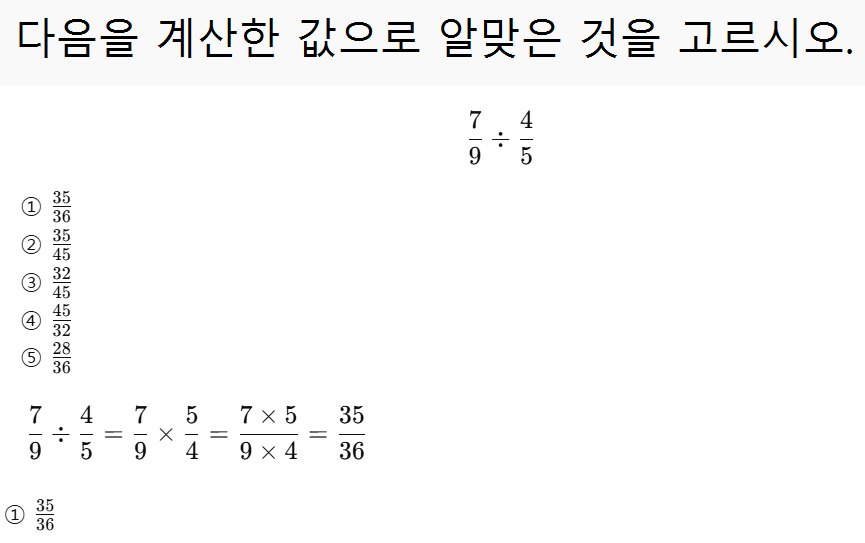 다음을 계산한 값으로 알맞은 것을 고르시오.
7/9 ÷ 4/5
① 35/36
② 35/45
③ 32/45
④ 45/32
⑤ 28/36
7/9 ÷ 4/5 = 7/9 × 5/4 = (7 × 5)/(9 × 4) = 35/36
① 35/36